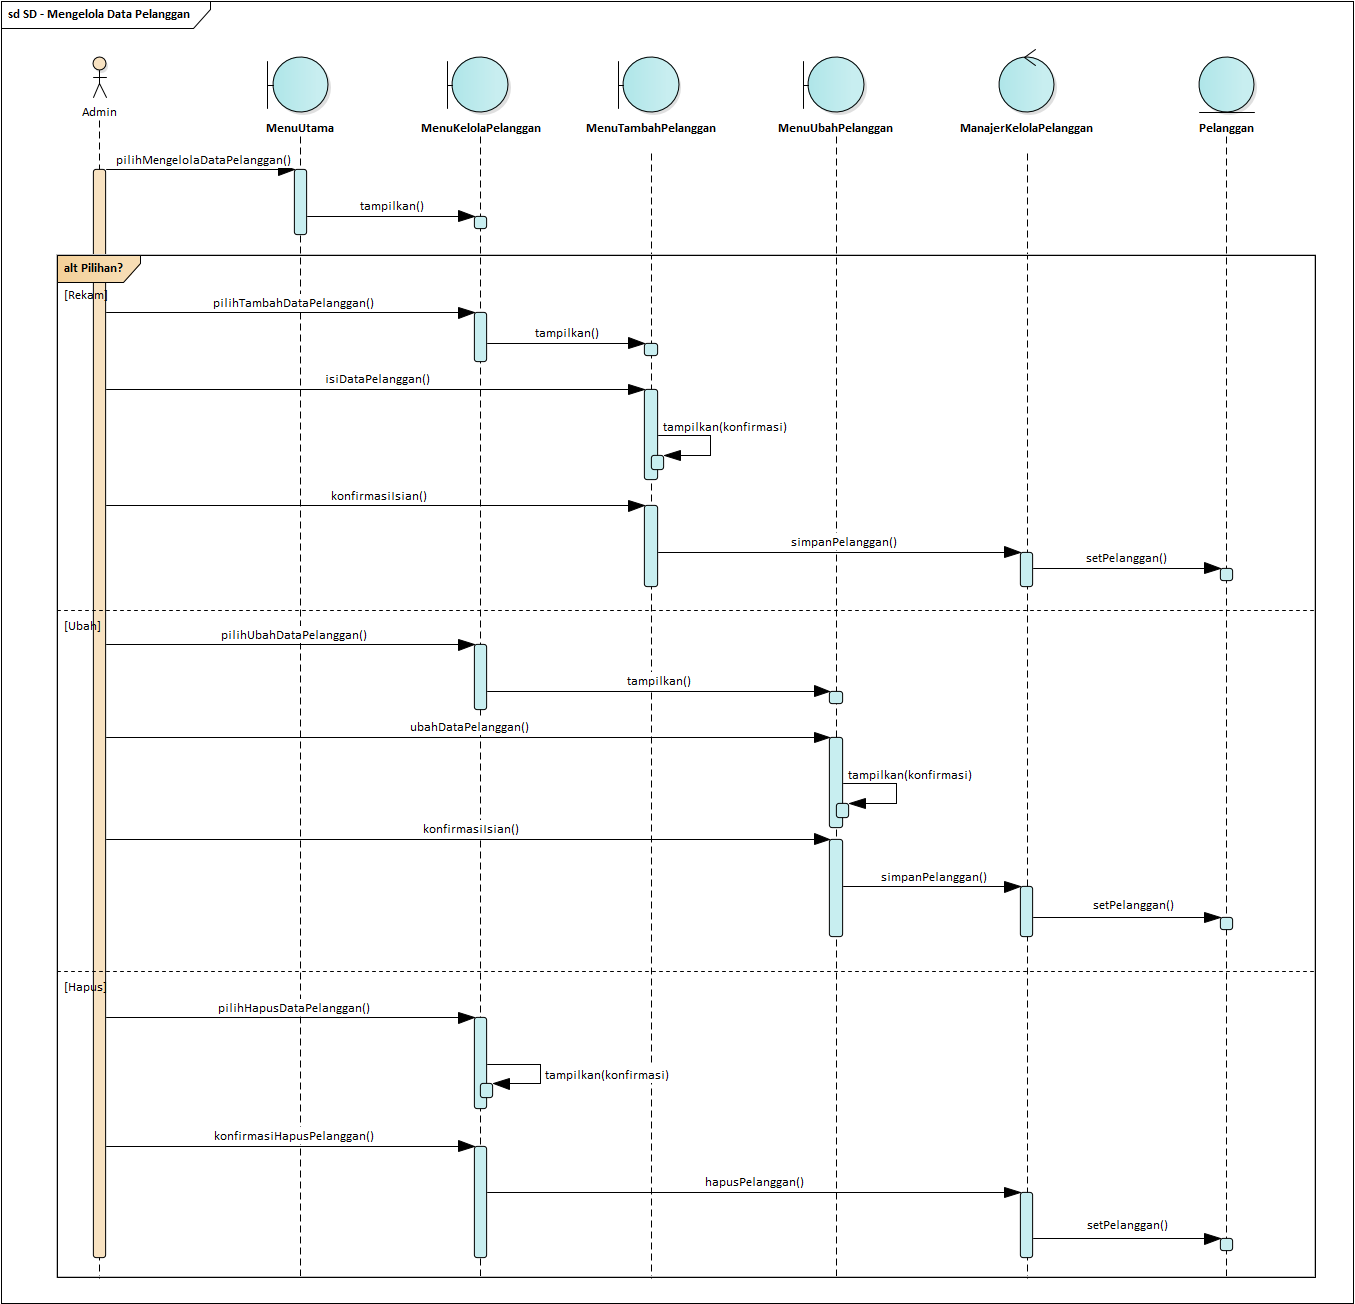 sd SD - Mengelola Data Pelanggan
Admin
MenuUtama
MenuKelolaPelanggan
MenuTambahPelanggan
MenuUbahPelanggan
ManajerKelolaPelanggan
Pelanggan
pilihMengelolaDataPelanggan()
tampilkan()
alt Pilihan?
[Rekam]
pilihTambahDataPelanggan()
tampilkan()
isiDataPelanggan()
tampilkan(konfirmasi)
konfirmasiIsian()
simpanPelanggan()
setPelanggan()
[Ubah]
pilihUbahDataPelanggan()
tampilkan()
ubahDataPelanggan()
tampilkan(konfirmasi)
konfirmasiIsian()
simpanPelanggan()
setPelanggan()
[Hapus]
pilihHapusDataPelanggan()
tampilkan(konfirmasi)
konfirmasiHapusPelanggan()
hapusPelanggan()
setPelanggan()